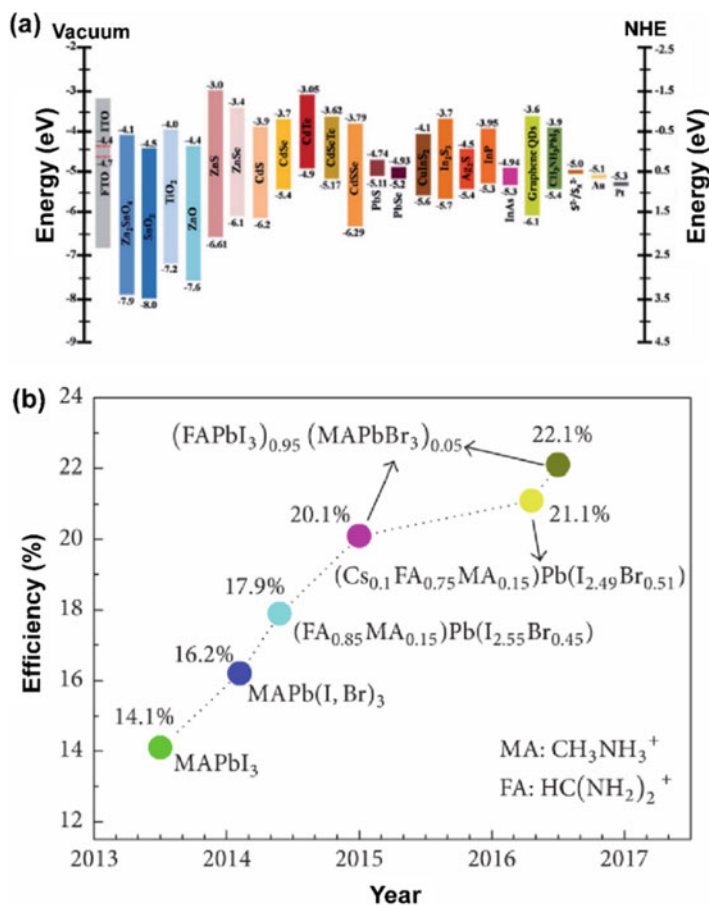 (a)
Vacuum
NHE
Energy (eV)
-2
-3
-4
-5
-6
-7
-8
-9
ITO
-4.4
-4.7
FTO
-4.1
Zn₂SnO₄
-7.9
-4.5
SnO₂
-8.0
-4.0
TiO₂
-7.2
-4.4
ZnO
-7.6
-3.0
ZnS
-6.61
-3.4
ZnSe
-6.1
-3.9
CdS
-6.2
-3.7
CdSe
-5.4
-3.05
CdTe
-4.9
-3.62
CdSeTe
-5.17
-3.79
CdSSe
-6.29
-4.74
-5.11
PbS
-4.93
-5.2
PbSe
-4.1
CuInS₂
-5.6
-3.7
In₂S₃
-5.7
-4.5
Ag₂S
-5.4
-3.95
InP
-5.3
-4.94
-5.3
InAs
-3.6
Graphene QDs
-6.1
-3.9
CH₃NH₃PbI₃
-5.4
-5.0
S²⁻/Sₓ²⁻
-5.1
Au
-5.3
Pt
-2.5
-1.5
-0.5
0.5
1.5
2.5
3.5
4.5
Energy (eV)
(b)
Efficiency (%)
24
22
20
18
16
14
12
(FAPbI₃)₀.₉₅ (MAPbBr₃)₀.₀₅
22.1%
20.1%
21.1%
(Cs₀.₁FA₀.₇₅MA₀.₁₅)Pb(I₂.₄₉Br₀.₅₁)
17.9%
(FA₀.₈₅MA₀.₁₅)Pb(I₂.₅₅Br₀.₄₅)
16.2%
MAPb(I, Br)₃
14.1%
MAPbI₃
MA: CH₃NH₃⁺
FA: HC(NH₂)₂⁺
2013
2014
2015
2016
2017
Year